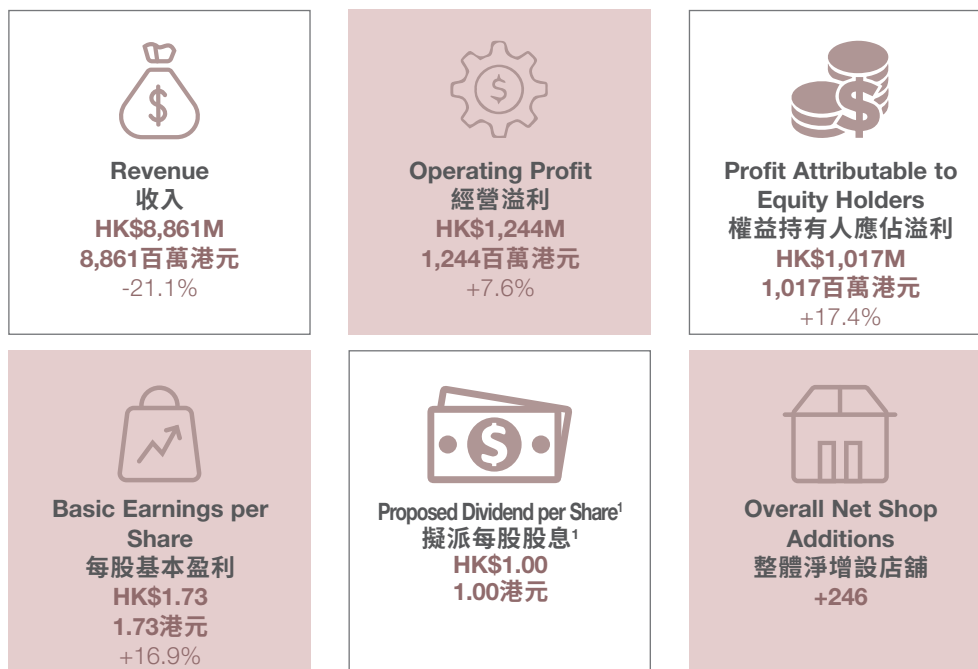 Revenue
收入
HK$8,861M
8,861百萬港元
-21.1%
Operating Profit
經營溢利
HK$1,244M
1,244百萬港元
+7.6%
Profit Attributable to
Equity Holders
權益持有人應佔溢利
HK$1,017M
1,017百萬港元
+17.4%
Basic Earnings per
Share
每股基本盈利
HK$1.73
1.73港元
+16.9%
Proposed Dividend per Share¹
擬派每股股息¹
HK$1.00
1.00港元
Overall Net Shop
Additions
整體淨增設店舖
+246